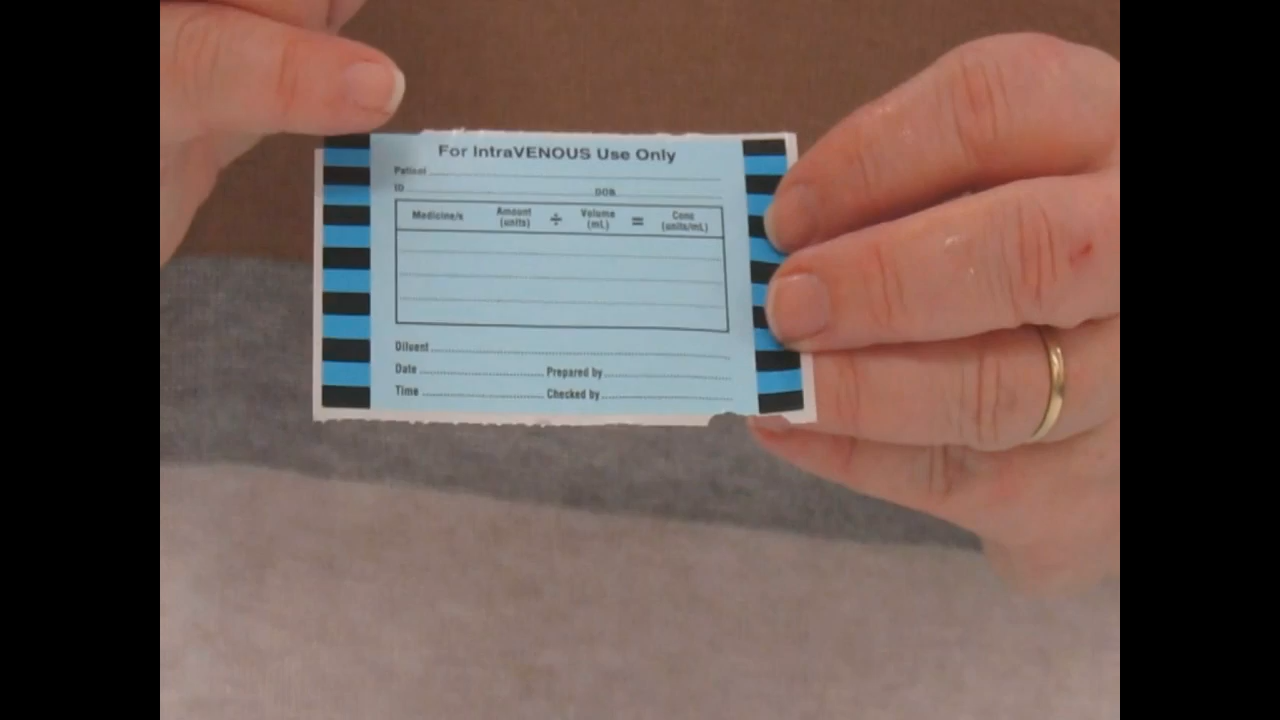 For IntraVENOUS Use Only
Patient
ID DOB
Medicine/s Amount (units) ÷ Volume (mL) = Conc (units/mL)
Diluent
Date Prepared by
Time Checked by